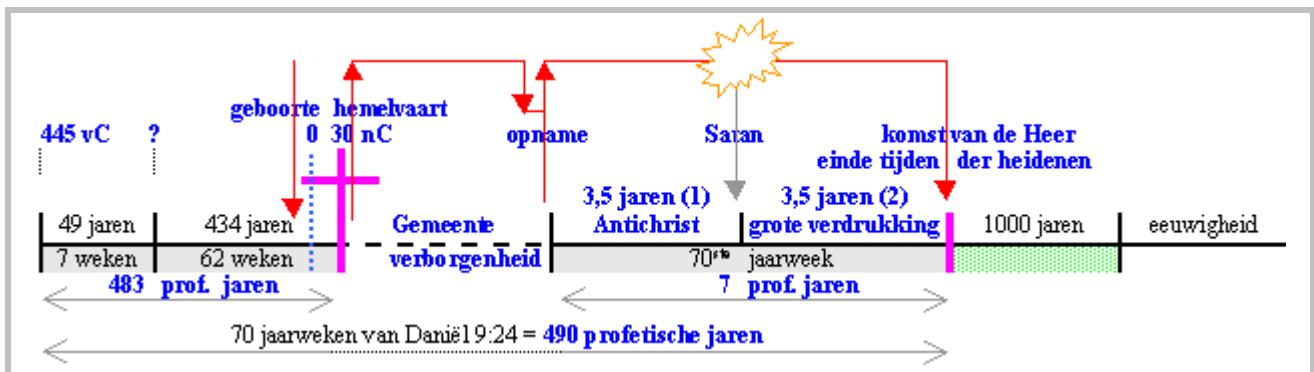 geboorte hemelvaart
445 vC ? 0 30 nC opname Satan komst van de Heer
einde tijden der heidenen
3,5 jaren (1) 3,5 jaren (2)
49 jaren 434 jaren Gemeente Antichrist grote verdrukking 1000 jaren eeuwigheid
7 weken 62 weken verborgenheid 70ste jaarweek
483 prof. jaren 7 prof. jaren
70 jaarweken van Daniël 9:24 = 490 profetische jaren